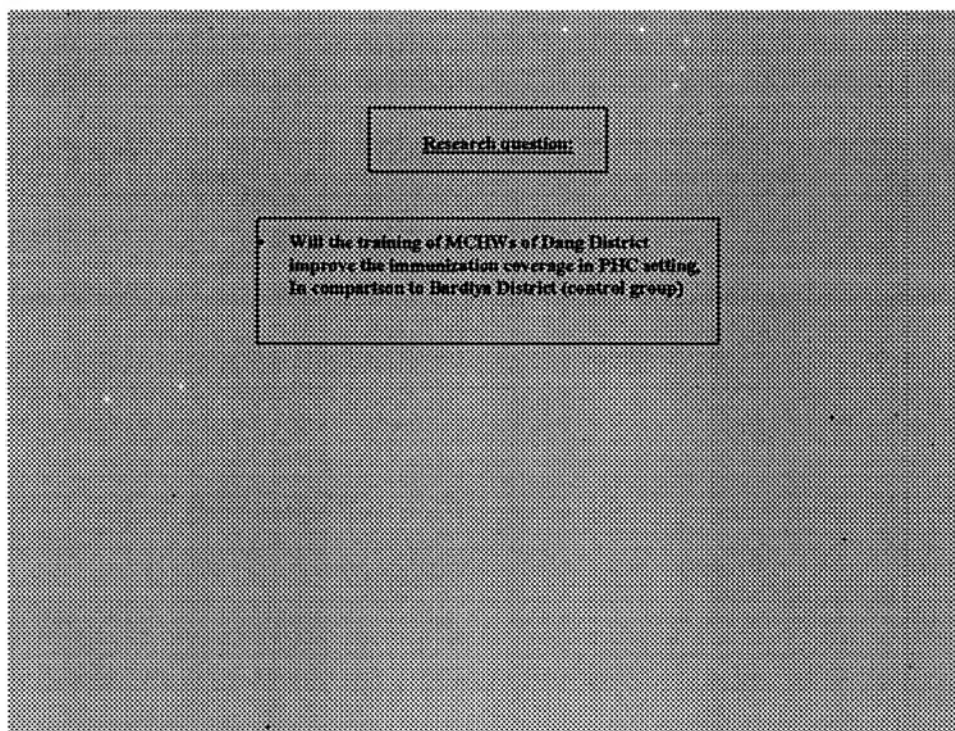 Research question:
• Will the training of MCHWs of Dang District
improve the immunization coverage in PHC setting,
In comparison to Bardiya District (control group)